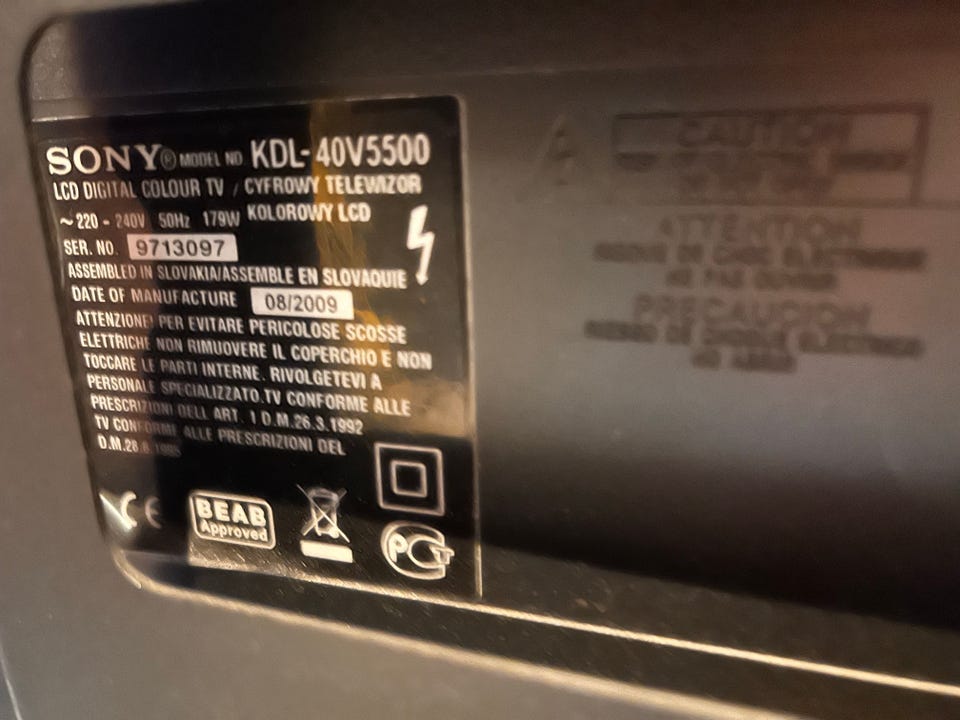 SONY® MODEL NO. KDL-40V5500
LCD DIGITAL COLOUR TV / CYFROWY TELEWIZOR
~220 - 240V 50Hz 179W KOLOROWY LCD
SER. NO. 9713097
ASSEMBLED IN SLOVAKIA/ASSEMBLE EN SLOVAQUIE
DATE OF MANUFACTURE 08/2009
ATTENZIONE! PER EVITARE PERICOLOSE SCOSSE
ELETTRICHE NON RIMUOVERE IL COPERCHIO E NON
TOCCARE LE PARTI INTERNE. RIVOLGETEVI A
PERSONALE SPECIALIZZATO.TV CONFORME ALLE
PRESCRIZIONI DELL ART. 1 D.M.26.3.1992
TV CONFORME ALLE PRESCRIZIONI DEL
CE
BEAB
Approved
CAUTION
ATTENTION
PRECAUCION